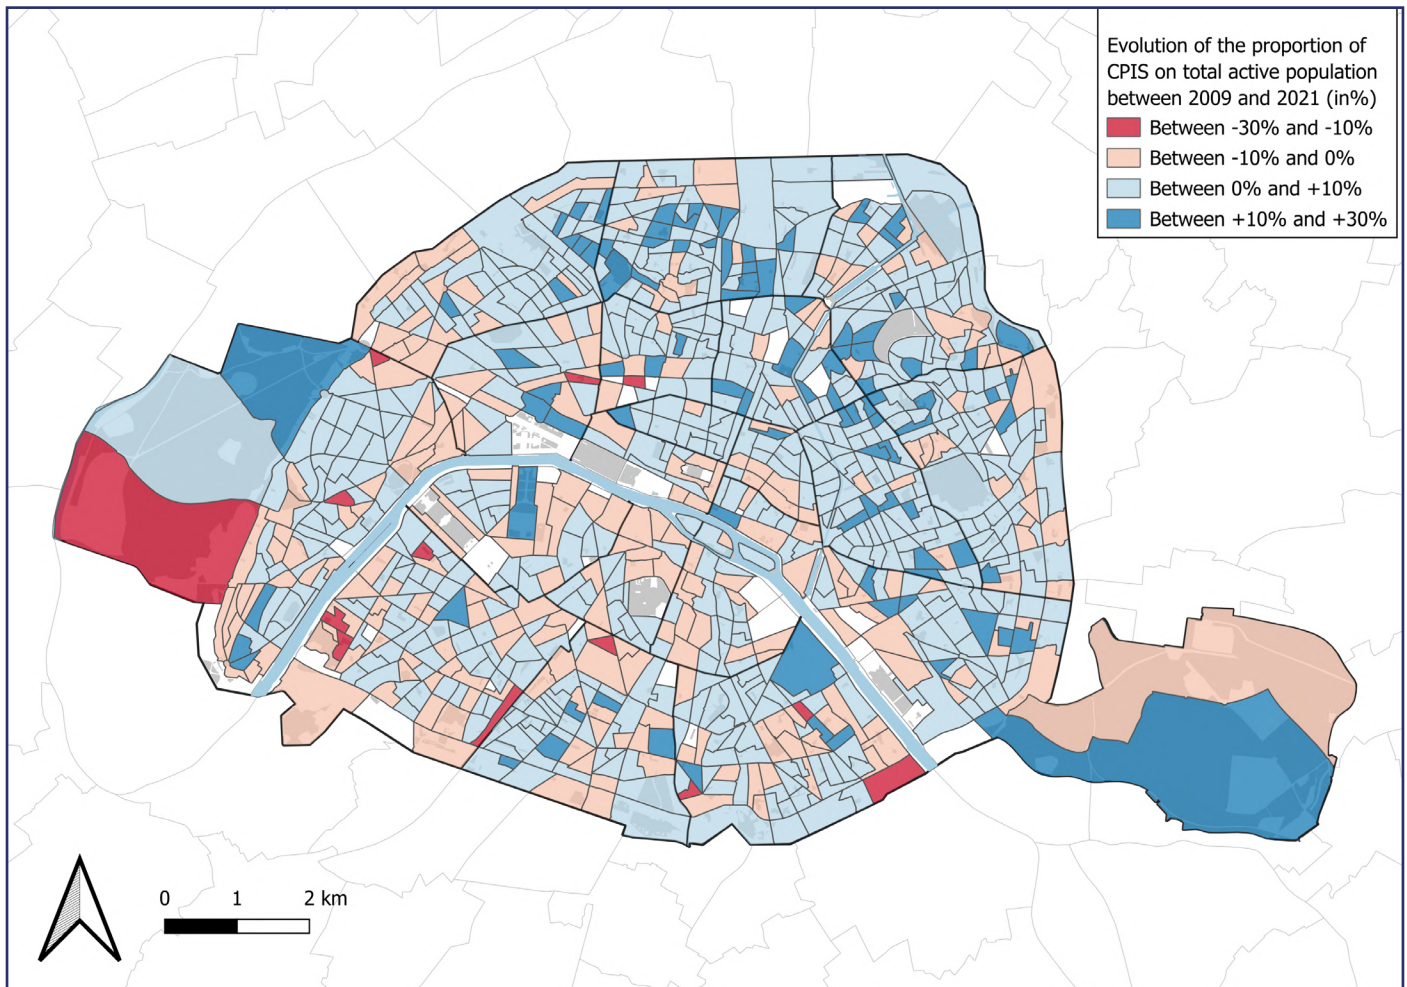 Evolution of the proportion of
CPIS on total active population
between 2009 and 2021 (in%)
Between -30% and -10%
Between -10% and 0%
Between 0% and +10%
Between +10% and +30%
0 1 2 km